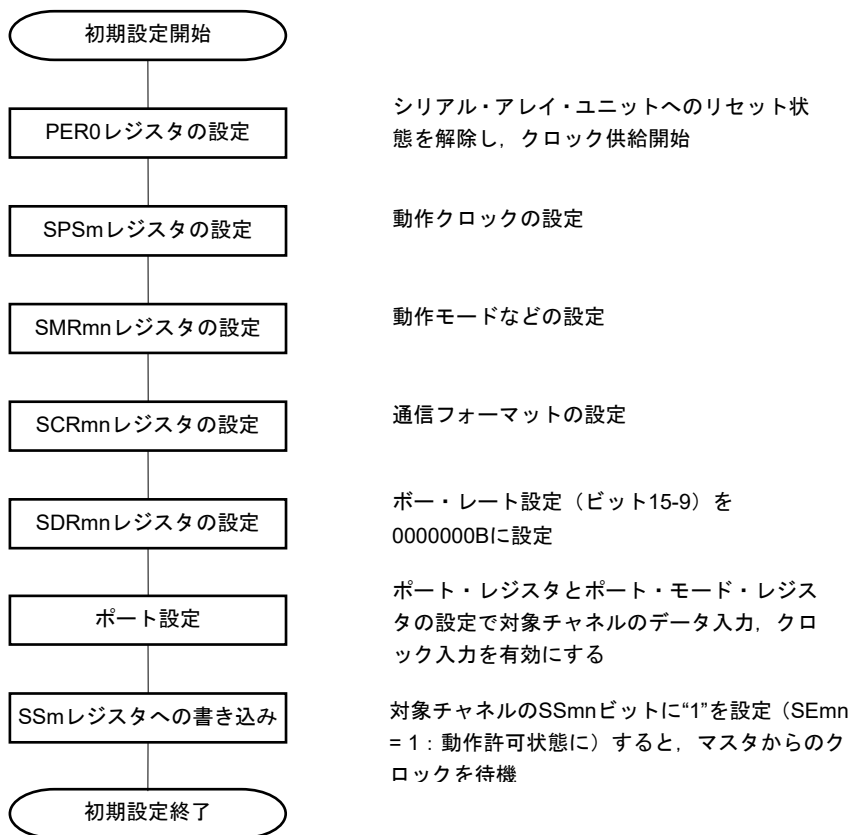 初期設定開始
PER0レジスタの設定
シリアル・アレイ・ユニットへのリセット状
態を解除し，クロック供給開始
SPSmレジスタの設定
動作クロックの設定
SMRmnレジスタの設定
動作モードなどの設定
SCRmnレジスタの設定
通信フォーマットの設定
SDRmnレジスタの設定
ボー・レート設定（ビット15-9）を
0000000Bに設定
ポート設定
ポート・レジスタとポート・モード・レジス
タの設定で対象チャネルのデータ入力，クロ
ック入力を有効にする
SSmレジスタへの書き込み
対象チャネルのSSmnビットに“1”を設定（SEmn
= 1：動作許可状態に）すると，マスタからのク
ロックを待機
初期設定終了